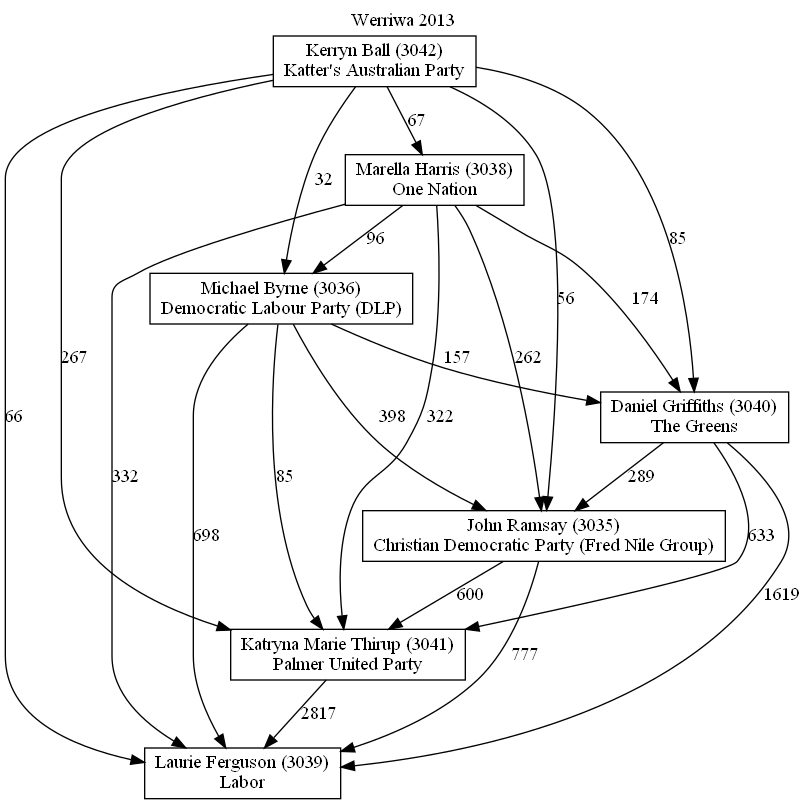 Werriwa 2013
Kerryn Ball (3042)
Katter's Australian Party
67
Marella Harris (3038)
One Nation
32
96
85
Michael Byrne (3036)
Democratic Labour Party (DLP)
56
174
267
157
262
Daniel Griffiths (3040)
The Greens
66
398
322
332
85
289
John Ramsay (3035)
Christian Democratic Party (Fred Nile Group)
698
633
600
1619
Katryna Marie Thirup (3041)
Palmer United Party
777
2817
Laurie Ferguson (3039)
Labor